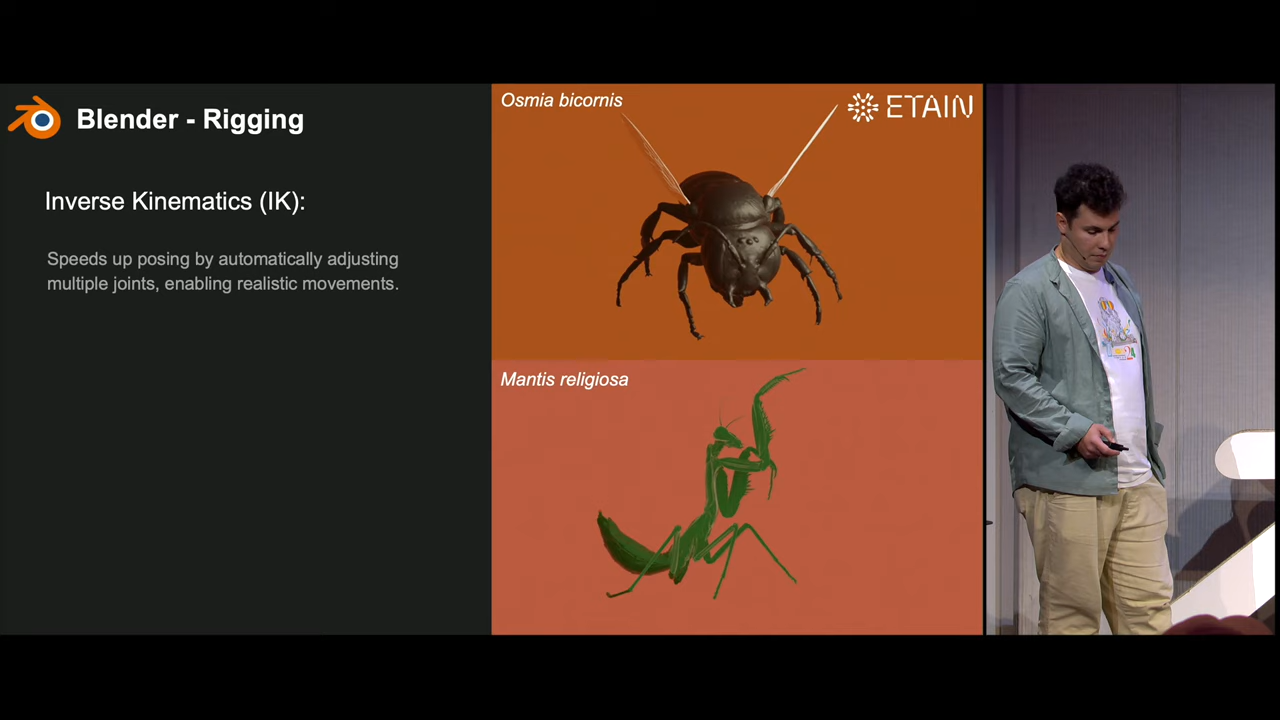 Blender - Rigging
Inverse Kinematics (IK):
Speeds up posing by automatically adjusting
multiple joints, enabling realistic movements.
Osmia bicornis
ETAIN
Mantis religiosa